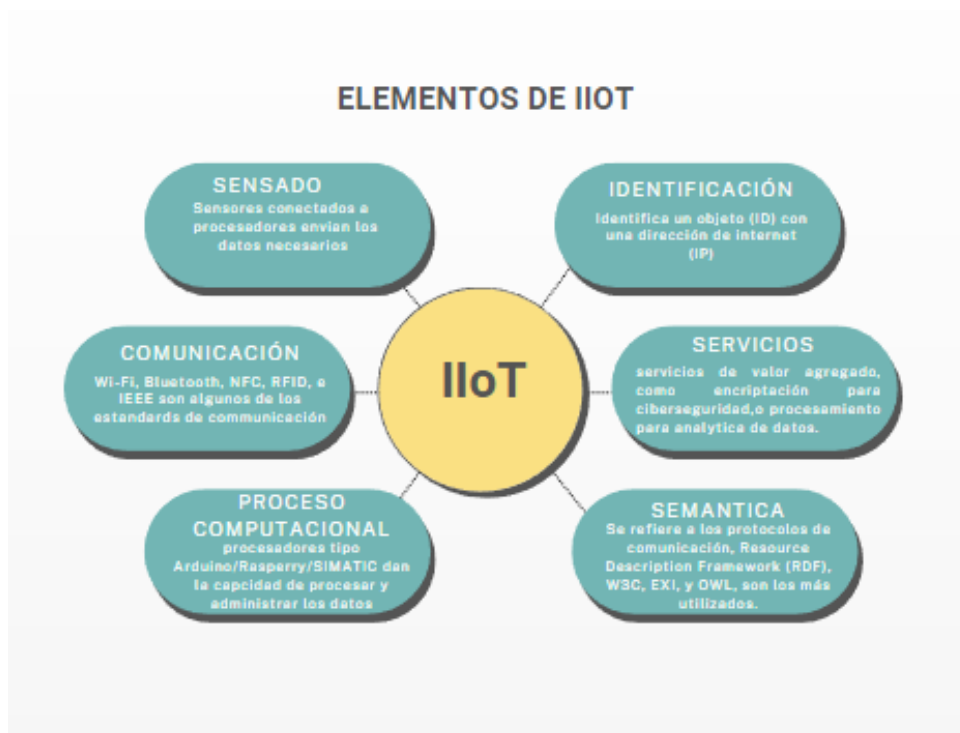 ELEMENTOS DE IIOT
SENSADO
Sensores conectados a
procesadores envian los
datos necesarios
IDENTIFICACIÓN
Identifica un objeto (ID) con
una dirección de internet
(IP)
COMUNICACIÓN
Wi-Fi, Bluetooth, NFC, RFID, e
IEEE son algunos de los
estandards de communicación
IIoT
SERVICIOS
servicios de valor agregado,
como encriptación para
ciberseguridad,o procesamiento
para analytica de datos.
PROCESO
COMPUTACIONAL
procesadores tipo
Arduino/Rasperry/SIMATIC dan
la capcidad de procesar y
administrar los datos
SEMANTICA
Se refiere a los protocolos de
comunicación, Resource
Description Framework (RDF),
W3C, EXI, y OWL, son los más
utilizados.